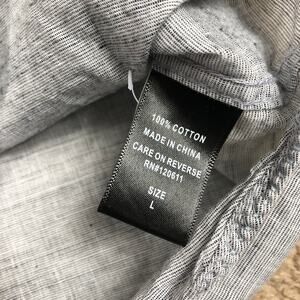 100% COTTON
MADE IN CHINA
CARE ON REVERSE
RN#120611
SIZE
L